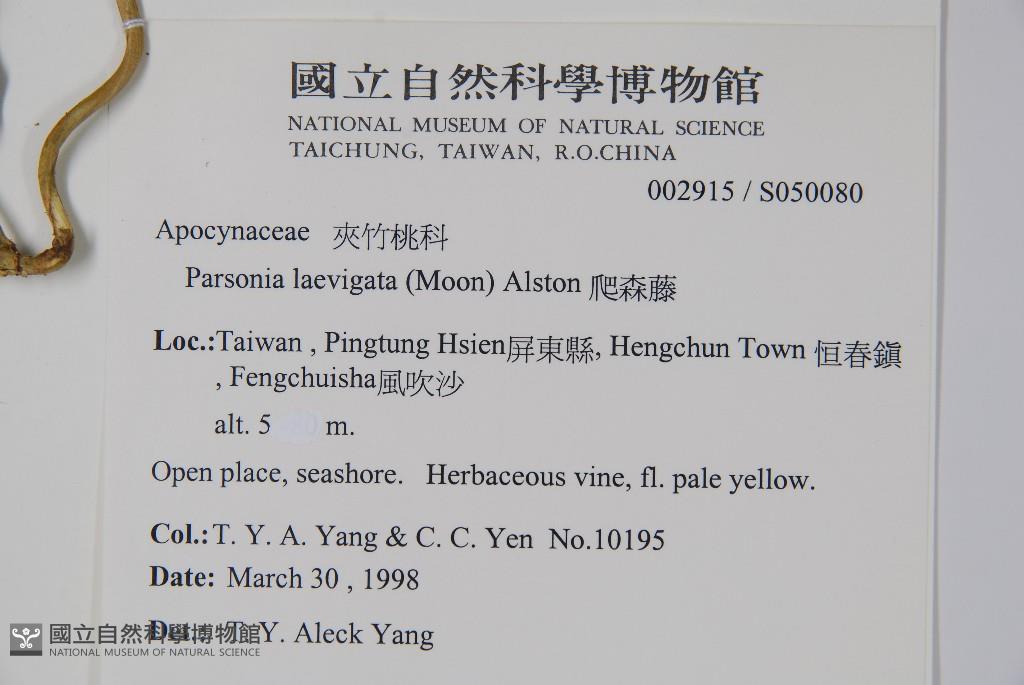 國立自然科學博物館
NATIONAL MUSEUM OF NATURAL SCIENCE
TAICHUNG, TAIWAN, R.O.CHINA
002915 / S050080
Apocynaceae 夾竹桃科
Parsonia laevigata (Moon) Alston 爬森藤
Loc.:Taiwan , Pingtung Hsien屏東縣, Hengchun Town 恒春鎮
, Fengchuisha風吹沙
alt. 5 m.
Open place, seashore. Herbaceous vine, fl. pale yellow.
Col.:T. Y. A. Yang & C. C. Yen No.10195
Date: March 30 , 1998
Det.: T. Y. Aleck Yang
國立自然科學博物館
NATIONAL MUSEUM OF NATURAL SCIENCE